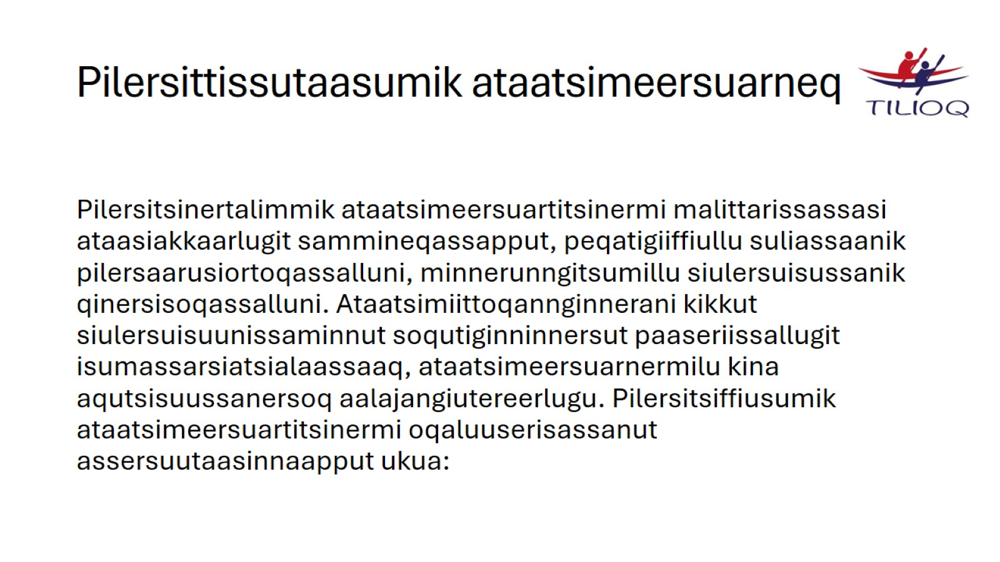 Pilersittissutaasumik ataatsimeersuarneq
TILIOQ
Pilersitsinertalimmik ataatsimeersuartitsinermi malittarissassasi
ataasiakkaarlugit sammineqassapput, peqatigiiffiullu suliassaanik
pilersaarusiortoqassalluni, minnerunngitsumillu siulersuisussanik
qinersisoqassalluni. Ataatsimiittoqannginnerani kikkut
siulersuisuunissaminnut soqutiginninnersut paaseriissallugit
isumassarsiatsialaassaaq, ataatsimeersuarnermilu kina
aqutsisuussanersoq aalajangiutereerlugu. Pilersitsiffiusumik
ataatsimeersuartitsinermi oqaluuserisassanut
assersuutaasinnaapput ukua: